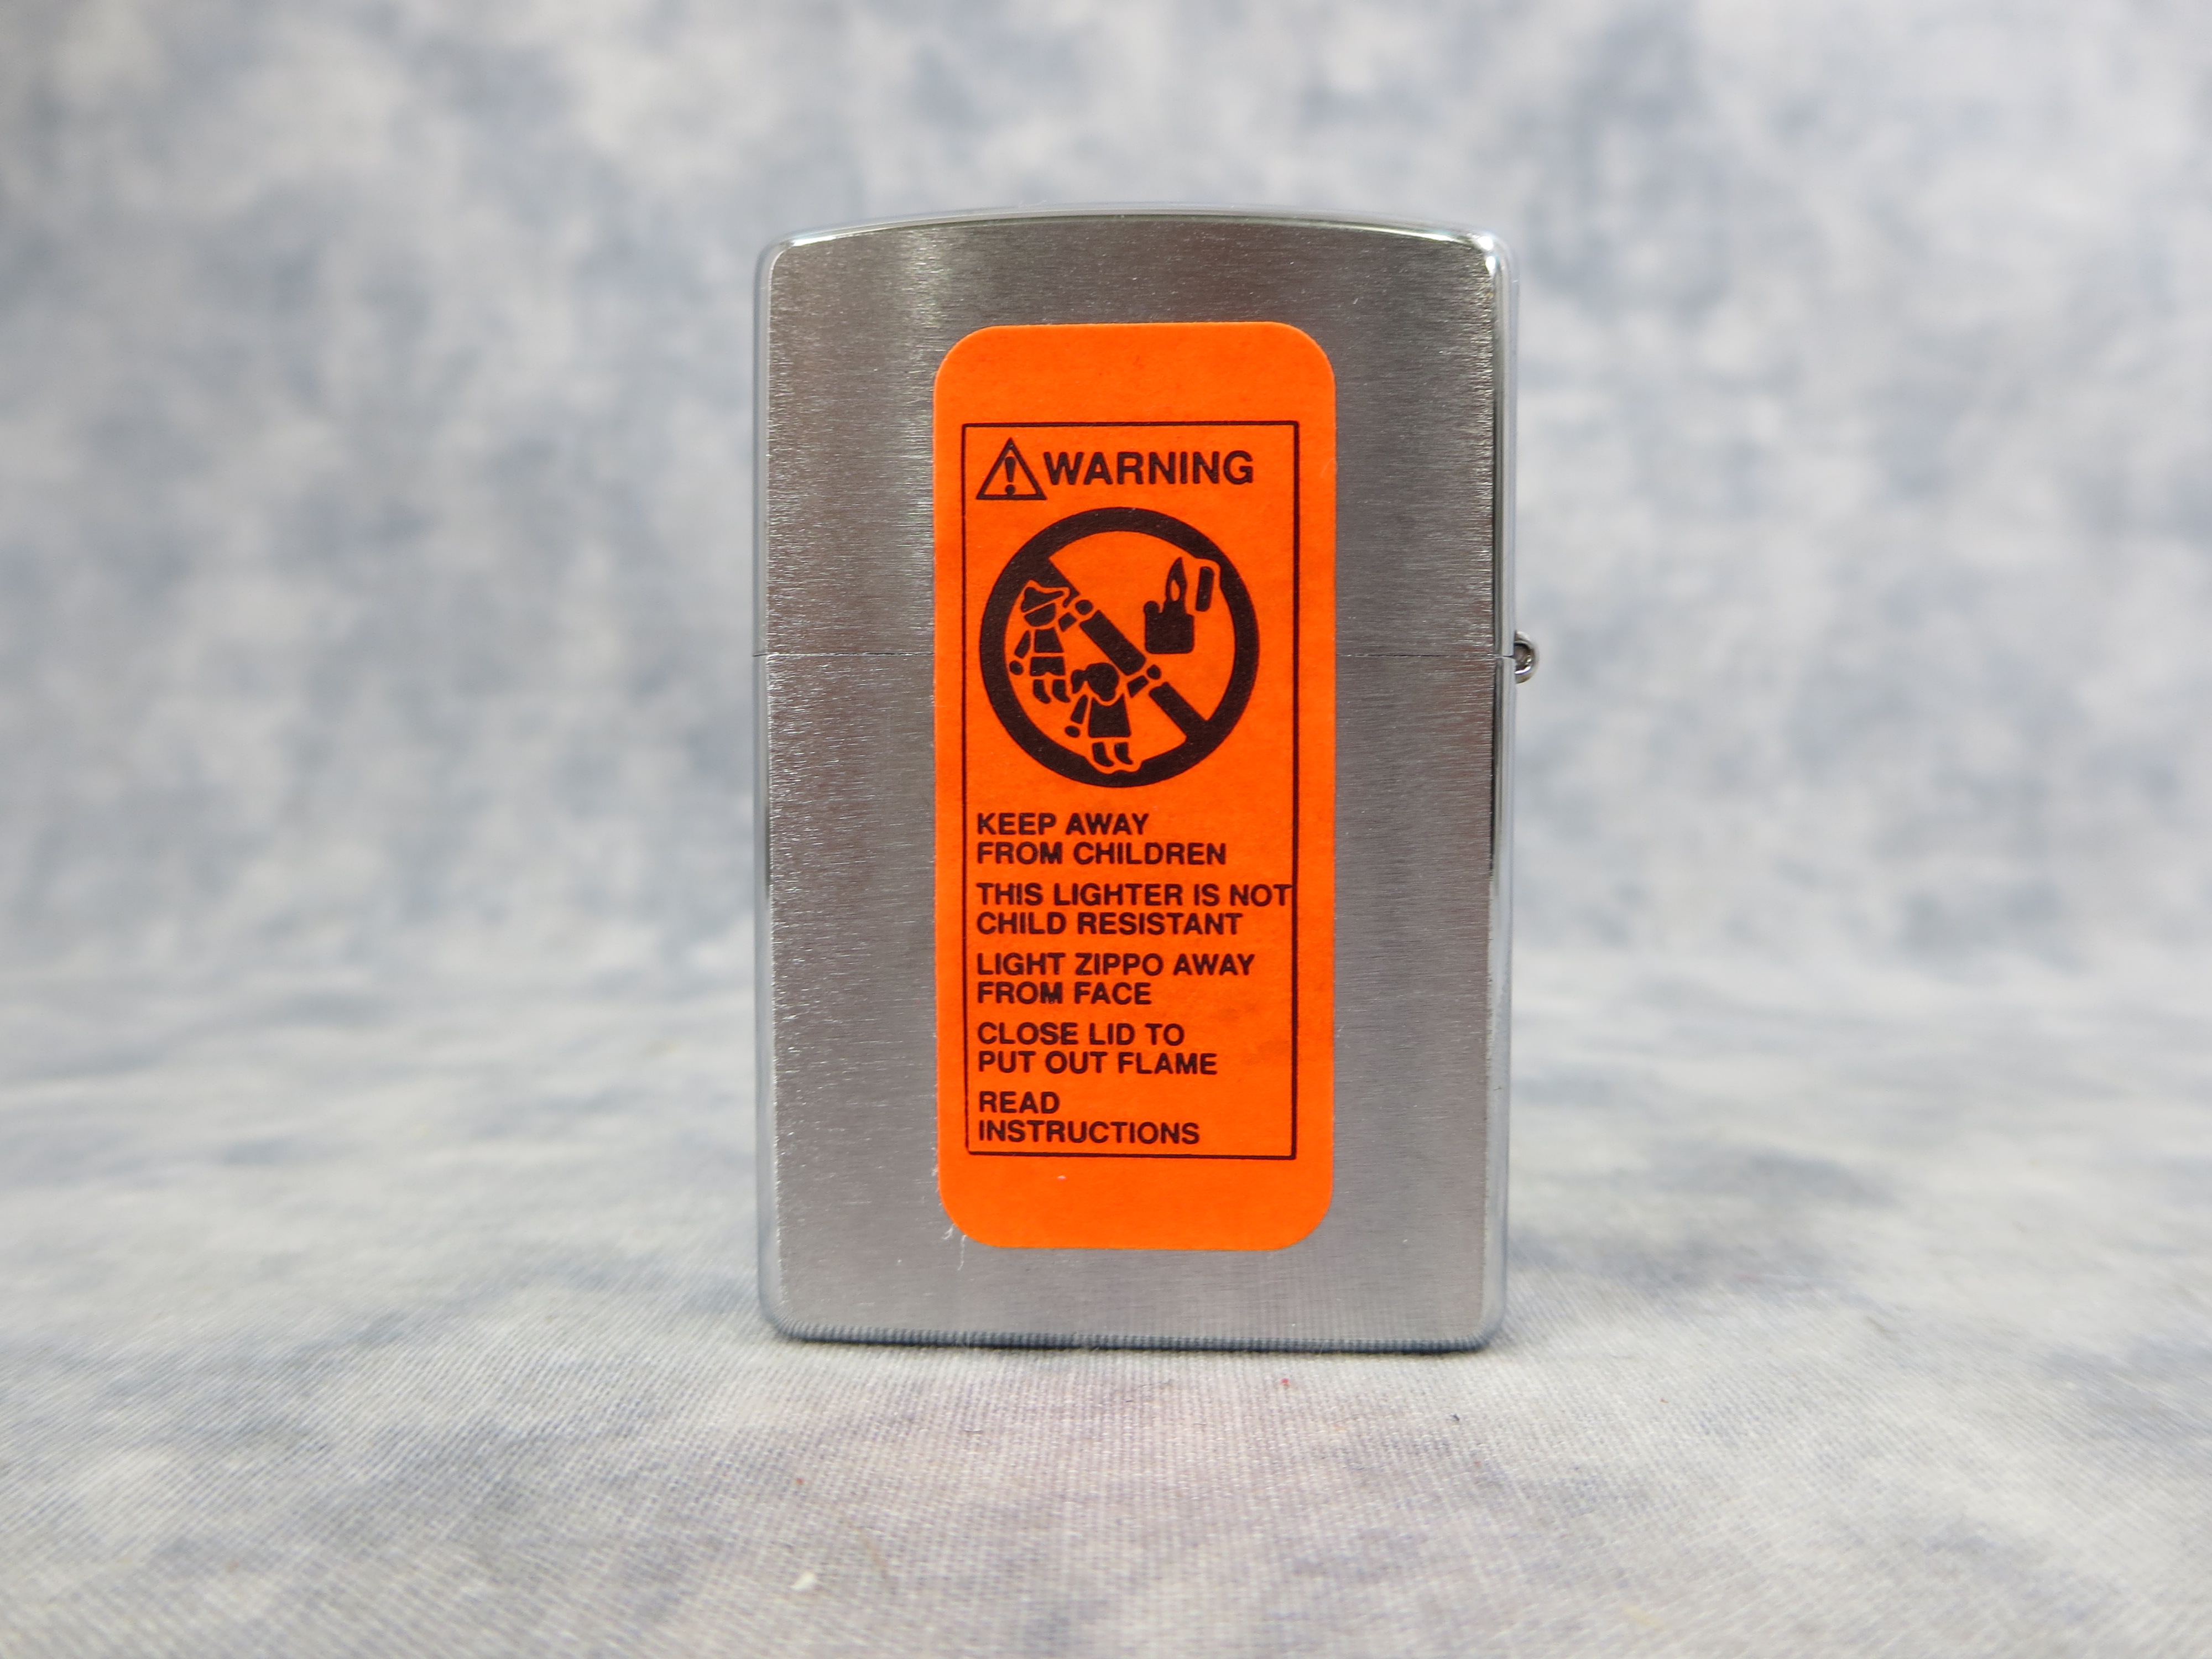 WARNING
KEEP AWAY
FROM CHILDREN
THIS LIGHTER IS NOT
CHILD RESISTANT
LIGHT ZIPPO AWAY
FROM FACE
CLOSE LID TO
PUT OUT FLAME
READ
INSTRUCTIONS